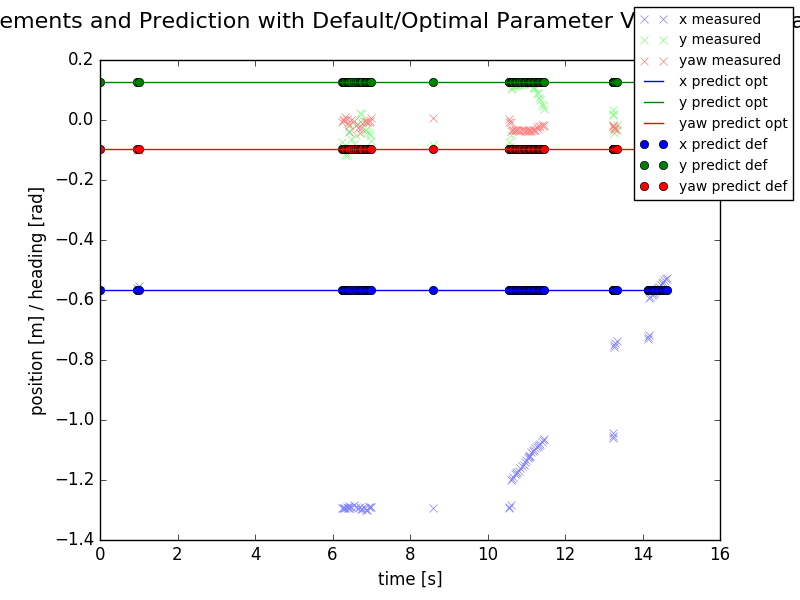 ements and Prediction with Default/Optimal Parameter
x measured
y measured
yaw measured
x predict opt
y predict opt
yaw predict opt
x predict def
y predict def
yaw predict def
0.2
0.0
−0.2
−0.4
−0.6
−0.8
−1.0
−1.2
−1.4
position [m] / heading [rad]
0 2 4 6 8 10 12 14 16
time [s]